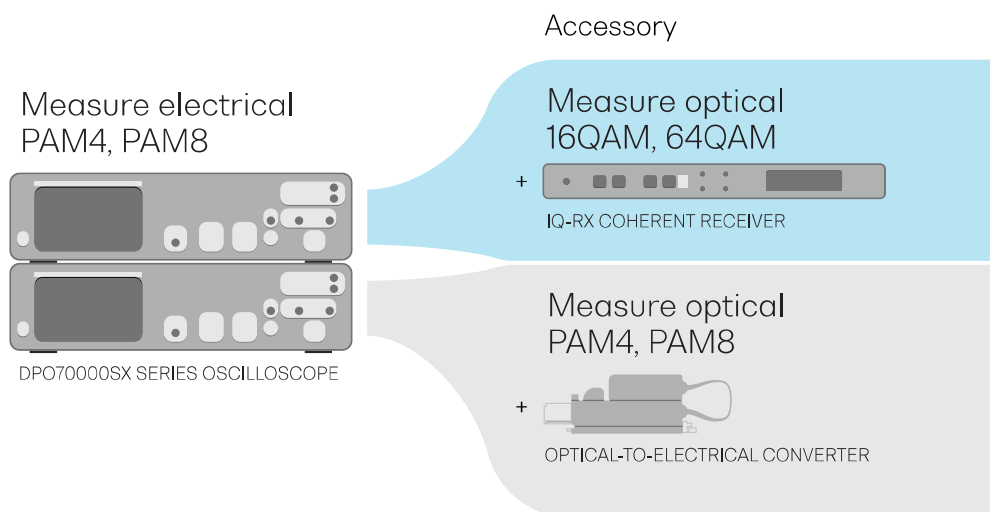 Accessory
Measure electrical
PAM4, PAM8
DPO70000SX SERIES OSCILLOSCOPE
Measure optical
16QAM, 64QAM
+
IQ-RX COHERENT RECEIVER
Measure optical
PAM4, PAM8
+
OPTICAL-TO-ELECTRICAL CONVERTER